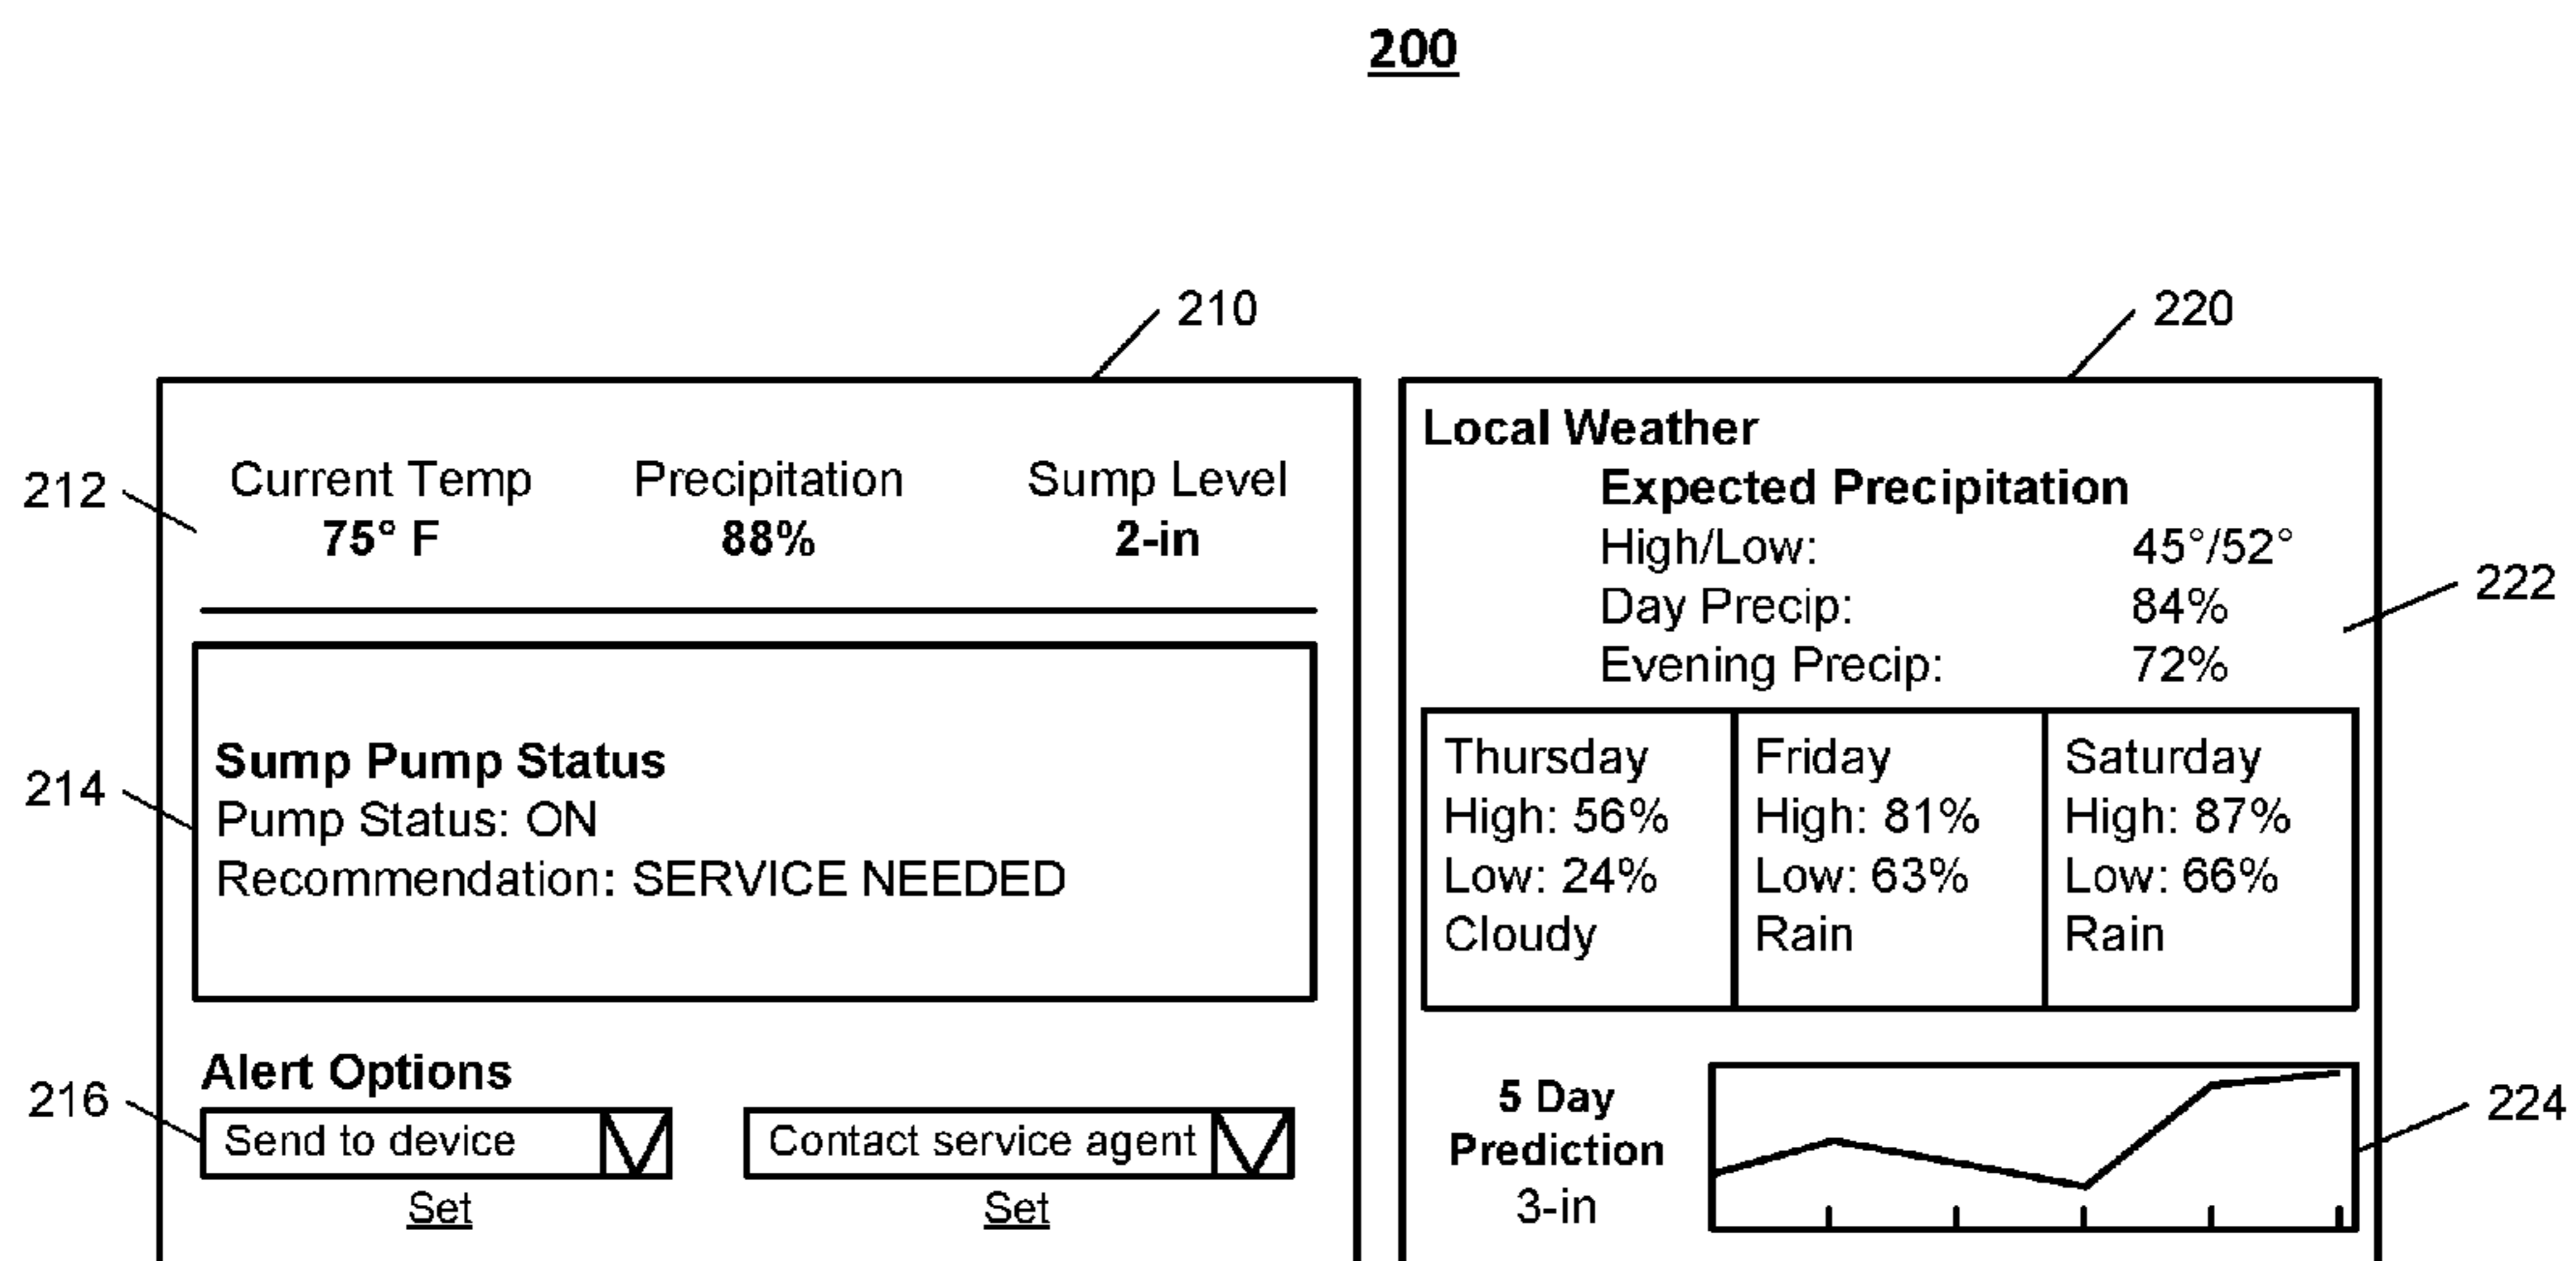 200
210
220
212
Current Temp Precipitation Sump Level
75° F 88% 2-in
214
Sump Pump Status
Pump Status: ON
Recommendation: SERVICE NEEDED
Alert Options
216
Send to device Contact service agent
Set Set
Local Weather
Expected Precipitation
High/Low: 45°/52°
222
Day Precip: 84%
Evening Precip: 72%
Thursday Friday Saturday
High: 56% High: 81% High: 87%
Low: 24% Low: 63% Low: 66%
Cloudy Rain Rain
5 Day
Prediction
3-in
224